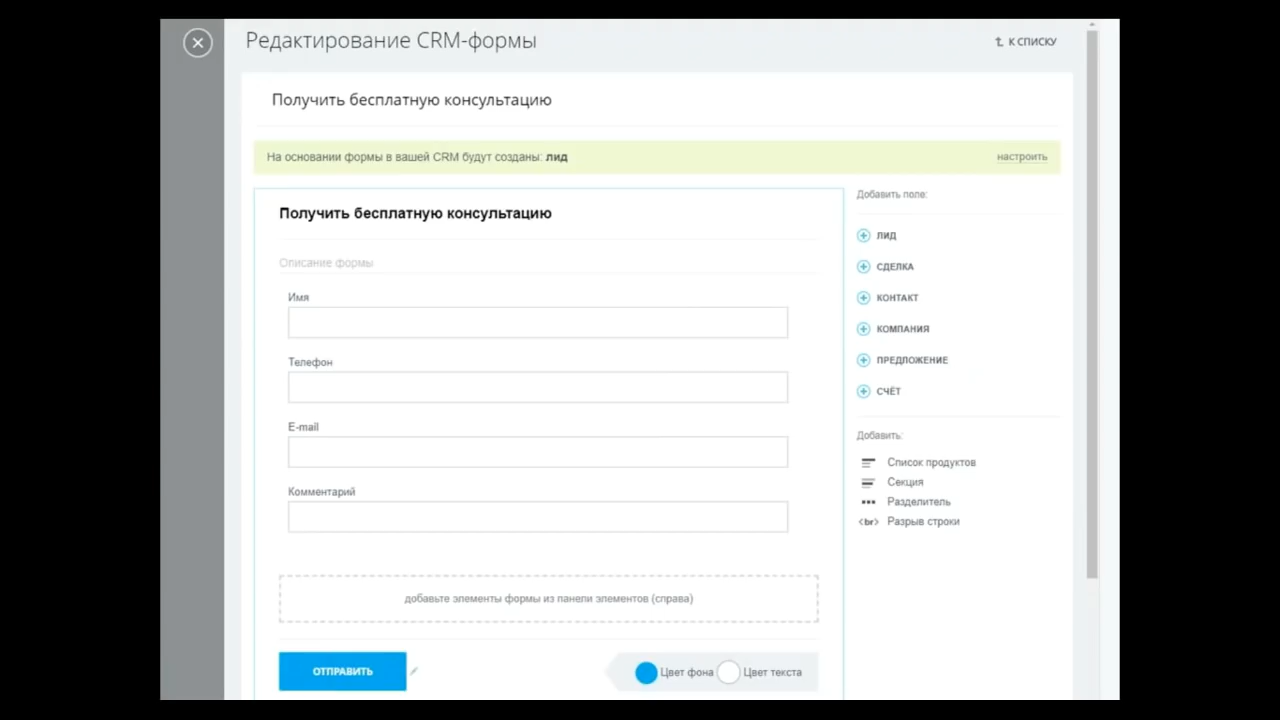 Редактирование CRM-формы
К СПИСКУ
Получить бесплатную консультацию
На основании формы в вашей CRM будут созданы: лид
настроить
Получить бесплатную консультацию
Описание формы
Имя
Телефон
E-mail
Комментарий
добавьте элементы формы из панели элементов (справа)
ОТПРАВИТЬ
Цвет фона
Цвет текста
Добавить поле:
ЛИД
СДЕЛКА
КОНТАКТ
КОМПАНИЯ
ПРЕДЛОЖЕНИЕ
СЧЁТ
Добавить:
Список продуктов
Секция
Разделитель
<br> Разрыв строки